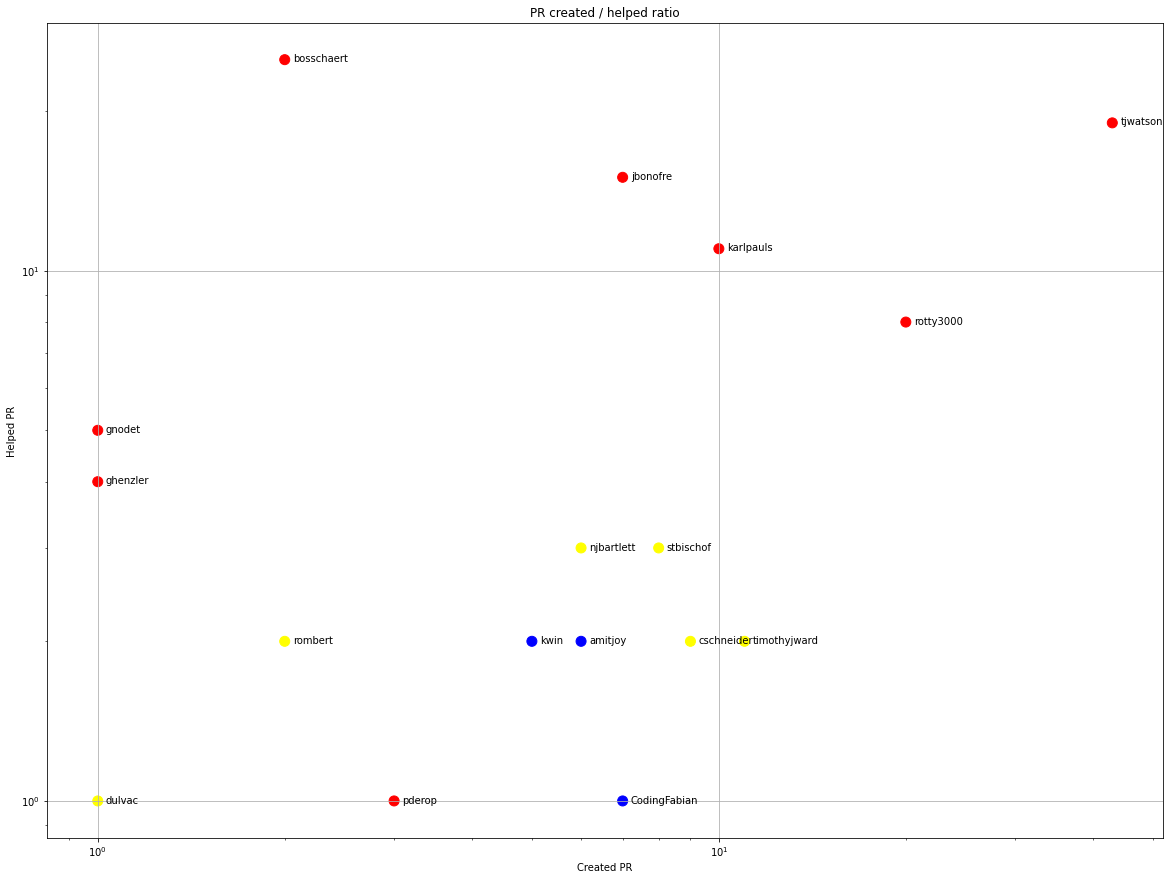 PR created / helped ratio
bosschaert
tjwatson
jbonofre
karlpauls
10¹
rotty3000
Helped PR
gnodet
ghenzler
njbartlett
stbischof
rombert
kwin
amitjoy
cschneider
timothyjward
10⁰
dulvac
pderop
CodingFabian
10⁰
10¹
Created PR